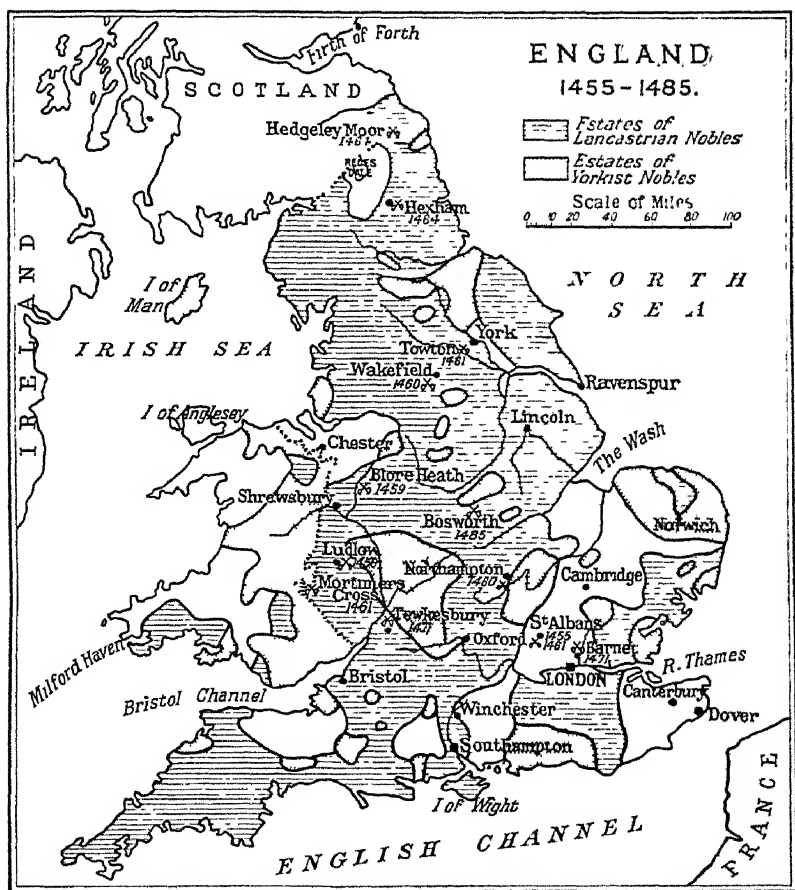 ENGLAND
1455-1485.
Estates of
Lancastrian Nobles
Estates of
Yorkist Nobles
Scale of Miles
0 5 10 20 40 60 80 100
Firth of Forth
SCOTLAND
Hedgeley Moor
1464
REDES
DALE
Hexham
1464
NORTH
SEA
IRELAND
I of
Man
IRISH SEA
York
Towton
1461
Wakefield
1460
Ravenspur
I of Anglesey
Lincoln
The Wash
Chester
Blore Heath
1459
Shrewsbury
Bosworth
1485
Norwich
Ludlow
Northampton
1460
Cambridge
Mortimers
Cross
1461
Tewkesbury
1471
St Albans
1455
1461
Oxford
Barnet
1471
Milford Haven
Bristol
LONDON
R. Thames
Bristol Channel
Canterbury
Winchester
Dover
Southampton
I of Wight
ENGLISH CHANNEL
FRANCE